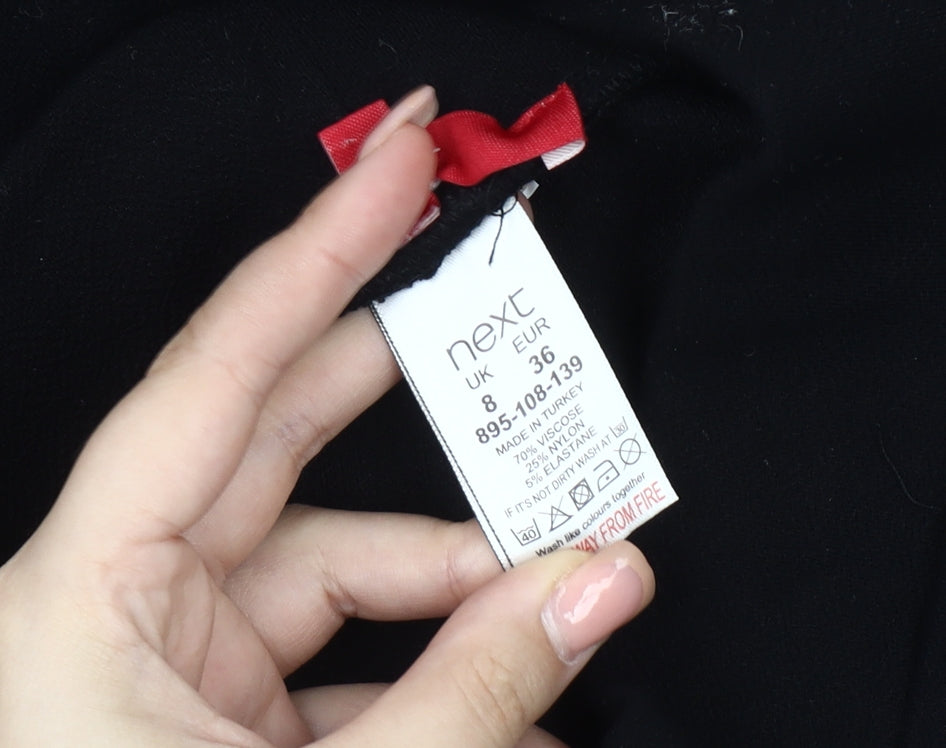 next
UK EUR
8 36
895-108-139
MADE IN TURKEY
70% VISCOSE
25% NYLON
5% ELASTANE
IF IT'S NOT DIRTY WASH AT 30
40
Wash like colours together
FROM FIRE